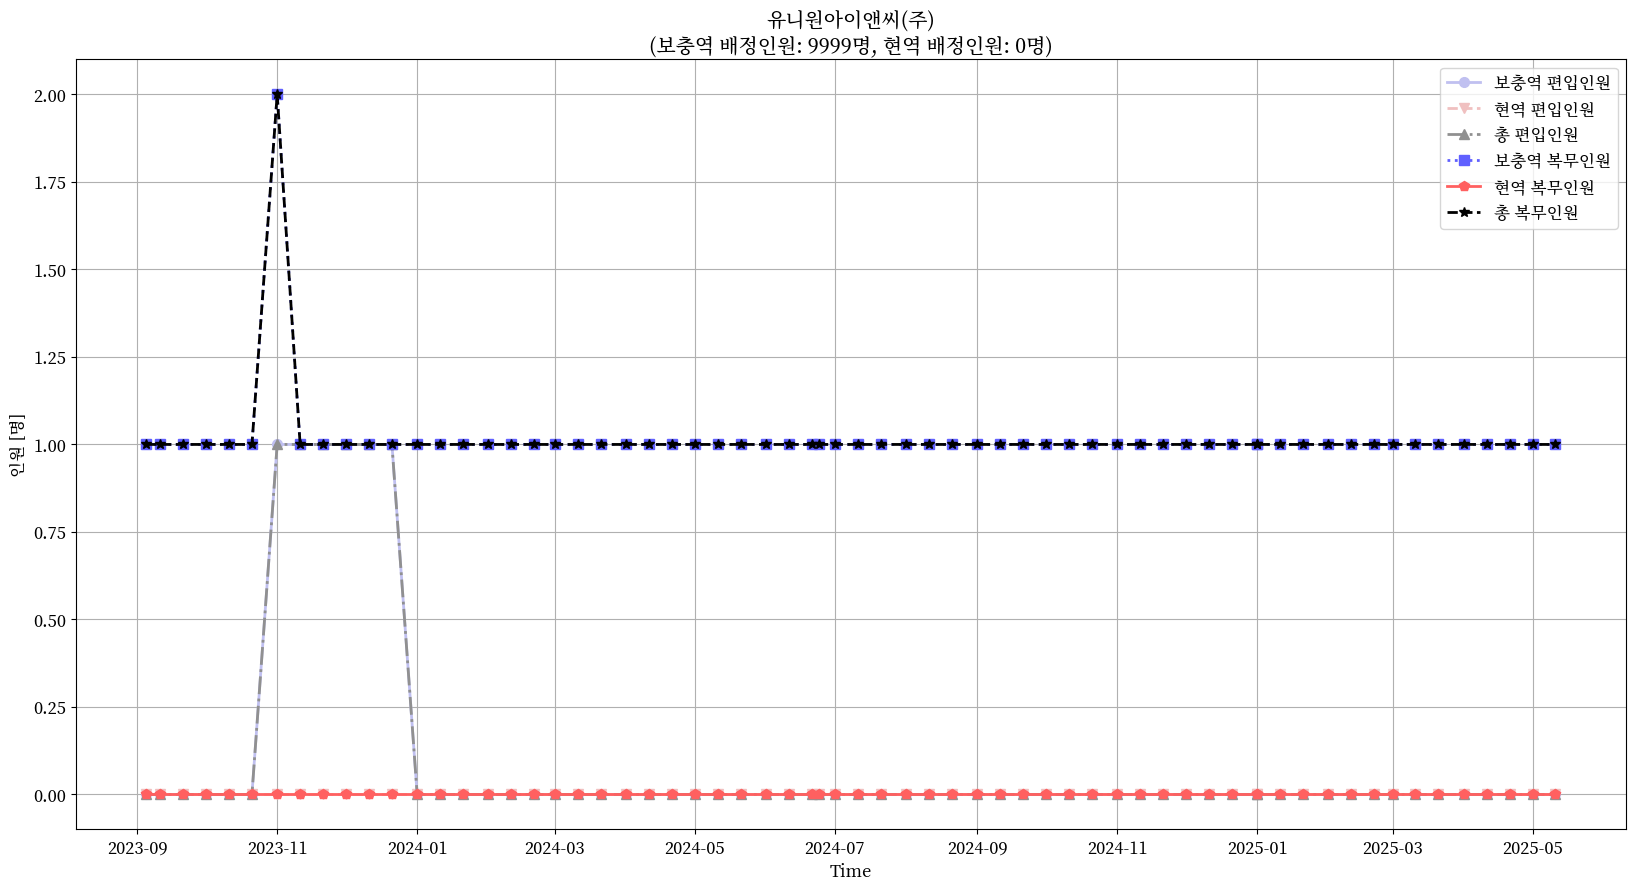 유니원아이앤씨(주)
(보충역 배정인원: 9999명, 현역 배정인원: 0명)
보충역 편입인원
현역 편입인원
총 편입인원
보충역 복무인원
현역 복무인원
총 복무인원
인원 [명]
2.00
1.75
1.50
1.25
1.00
0.75
0.50
0.25
0.00
2023-09 2023-11 2024-01 2024-03 2024-05 2024-07 2024-09 2024-11 2025-01 2025-03 2025-05
Time